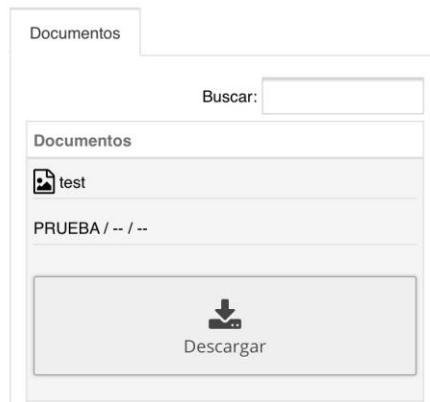 Documentos
Buscar:
Documentos
test
PRUEBA / -- / --
Descargar